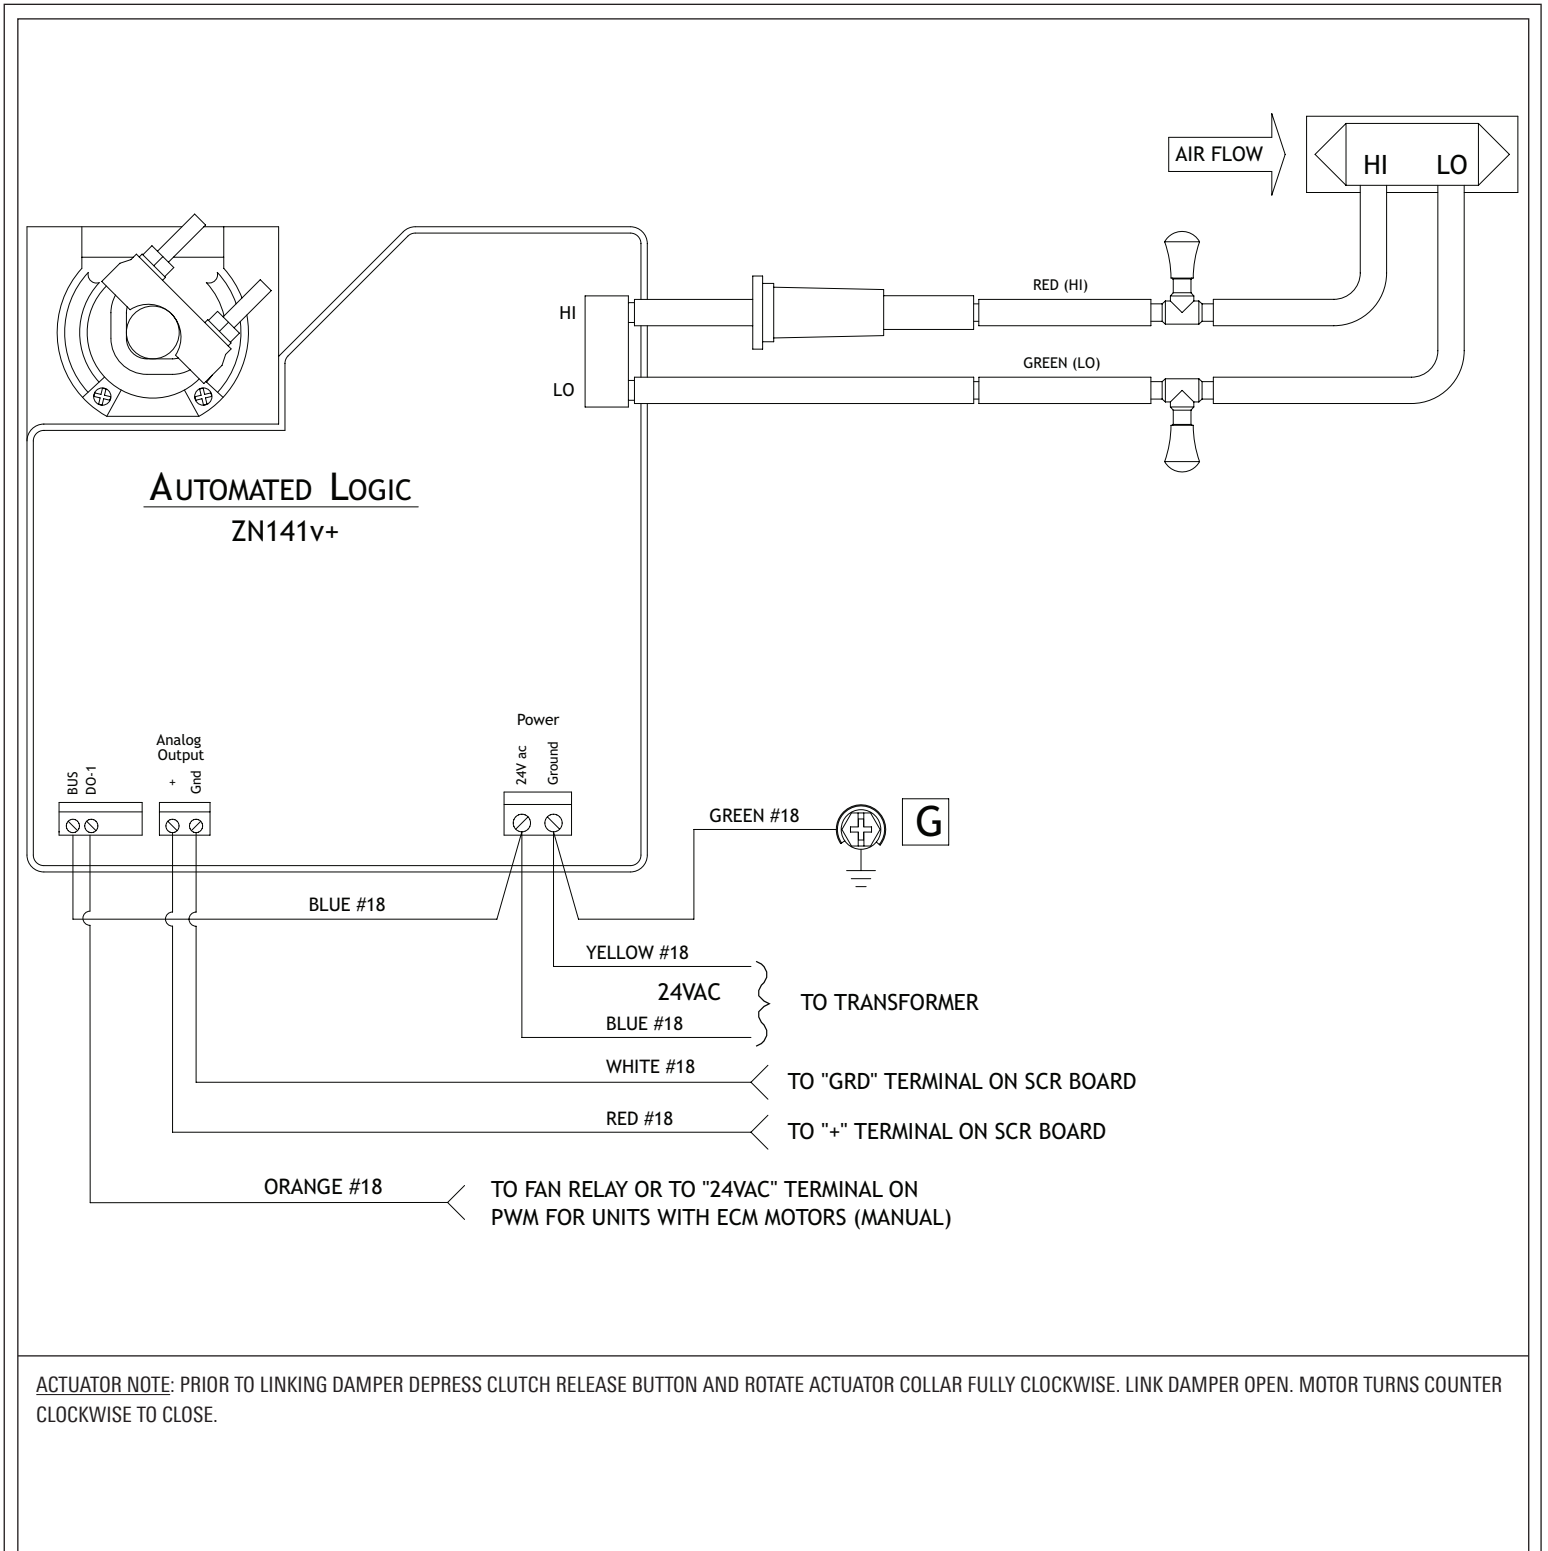 AIR FLOW
HI LO
RED (HI)
HI
GREEN (LO)
LO
AUTOMATED LOGIC
ZN141v+
Power
Analog
Output
24V ac
Ground
BUS
DO-1
+
Gnd
GREEN #18
G
BLUE #18
YELLOW #18
24VAC
TO TRANSFORMER
BLUE #18
WHITE #18
TO "GRD" TERMINAL ON SCR BOARD
RED #18
TO "+" TERMINAL ON SCR BOARD
ORANGE #18
TO FAN RELAY OR TO "24VAC" TERMINAL ON
PWM FOR UNITS WITH ECM MOTORS (MANUAL)
ACTUATOR NOTE: PRIOR TO LINKING DAMPER DEPRESS CLUTCH RELEASE BUTTON AND ROTATE ACTUATOR COLLAR FULLY CLOCKWISE. LINK DAMPER OPEN. MOTOR TURNS COUNTER
CLOCKWISE TO CLOSE.